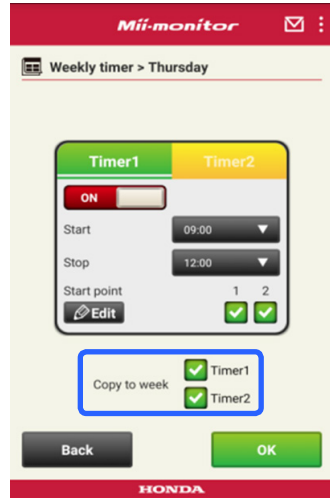 Mii-monitor
Weekly timer > Thursday
Timer1 Timer2
ON
Start 09:00
Stop 12:00
Start point 1 2
Edit
Copy to week
Timer1
Timer2
Back OK
HONDA